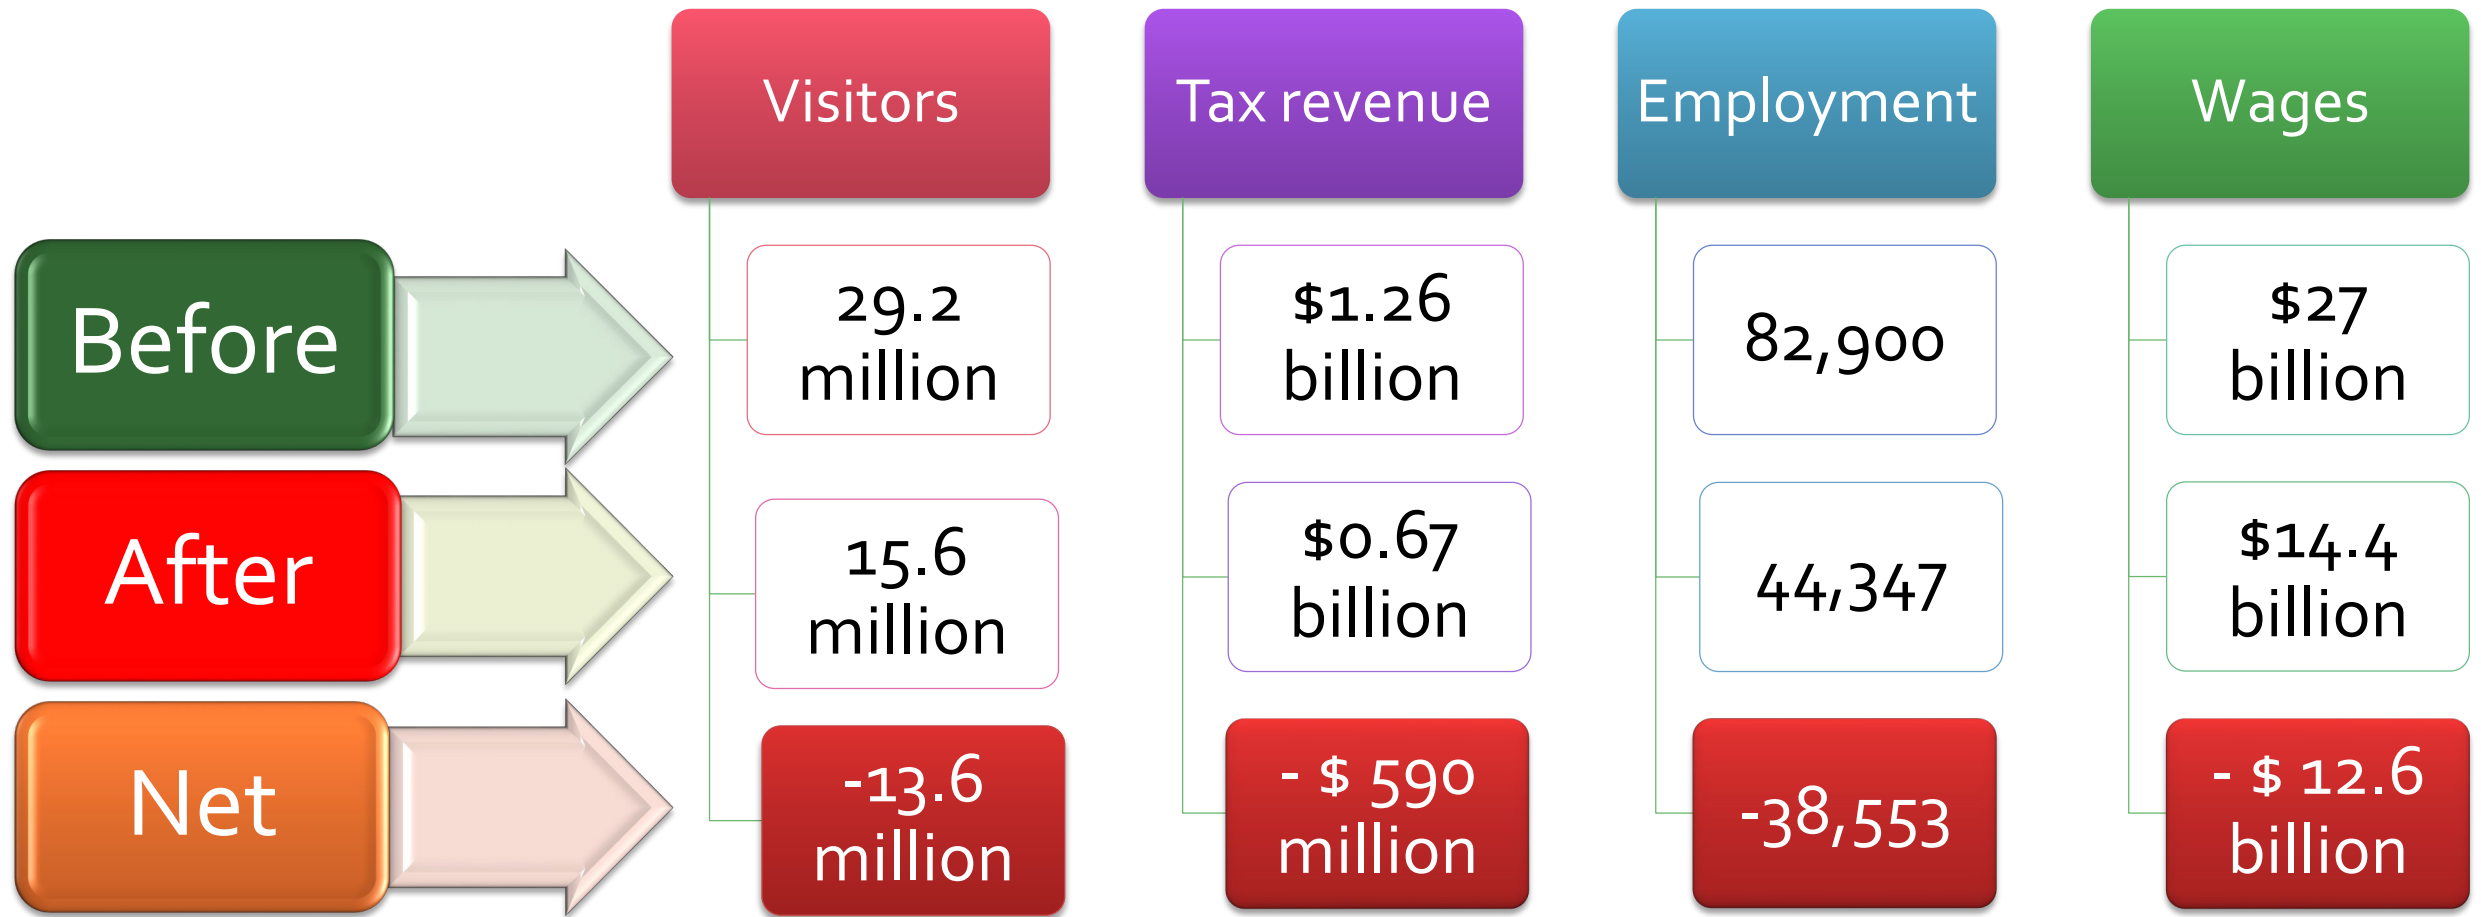 Visitors
Tax revenue
Employment
Wages
Before
29.2
million
$1.26
billion
82,900
$27
billion
After
15.6
million
$0.67
billion
44,347
$14.4
billion
Net
-13.6
million
- $ 590
million
-38,553
- $ 12.6
billion